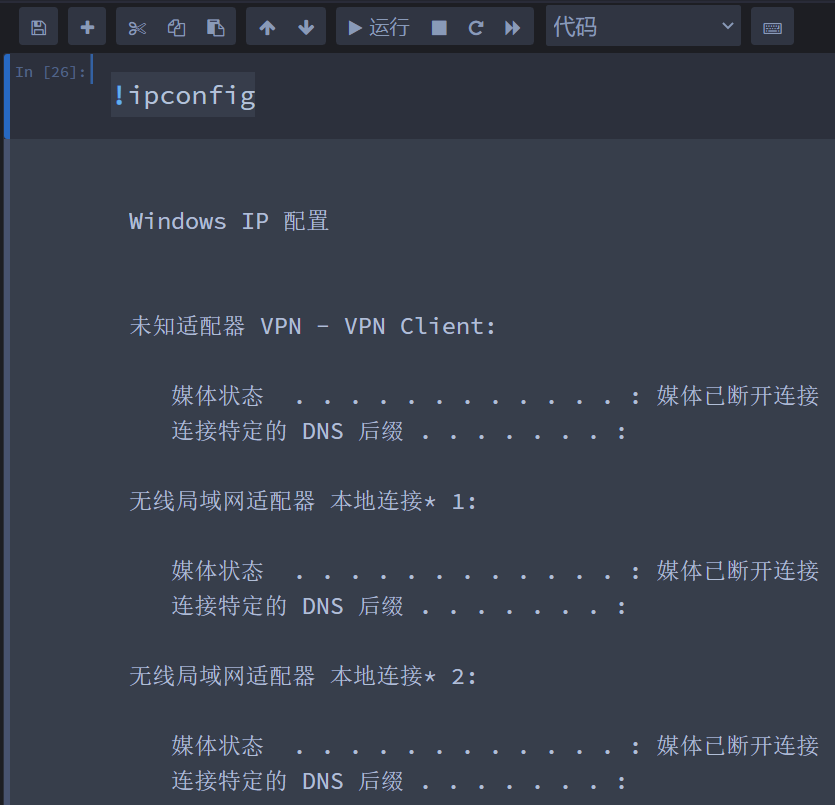 运行
代码
In [26]:
!ipconfig
Windows IP 配置
未知适配器 VPN - VPN Client:
媒体状态  . . . . . . . . . . . . : 媒体已断开连接
连接特定的 DNS 后缀 . . . . . . . :
无线局域网适配器 本地连接* 1:
媒体状态  . . . . . . . . . . . . : 媒体已断开连接
连接特定的 DNS 后缀 . . . . . . . :
无线局域网适配器 本地连接* 2:
媒体状态  . . . . . . . . . . . . : 媒体已断开连接
连接特定的 DNS 后缀 . . . . . . . :